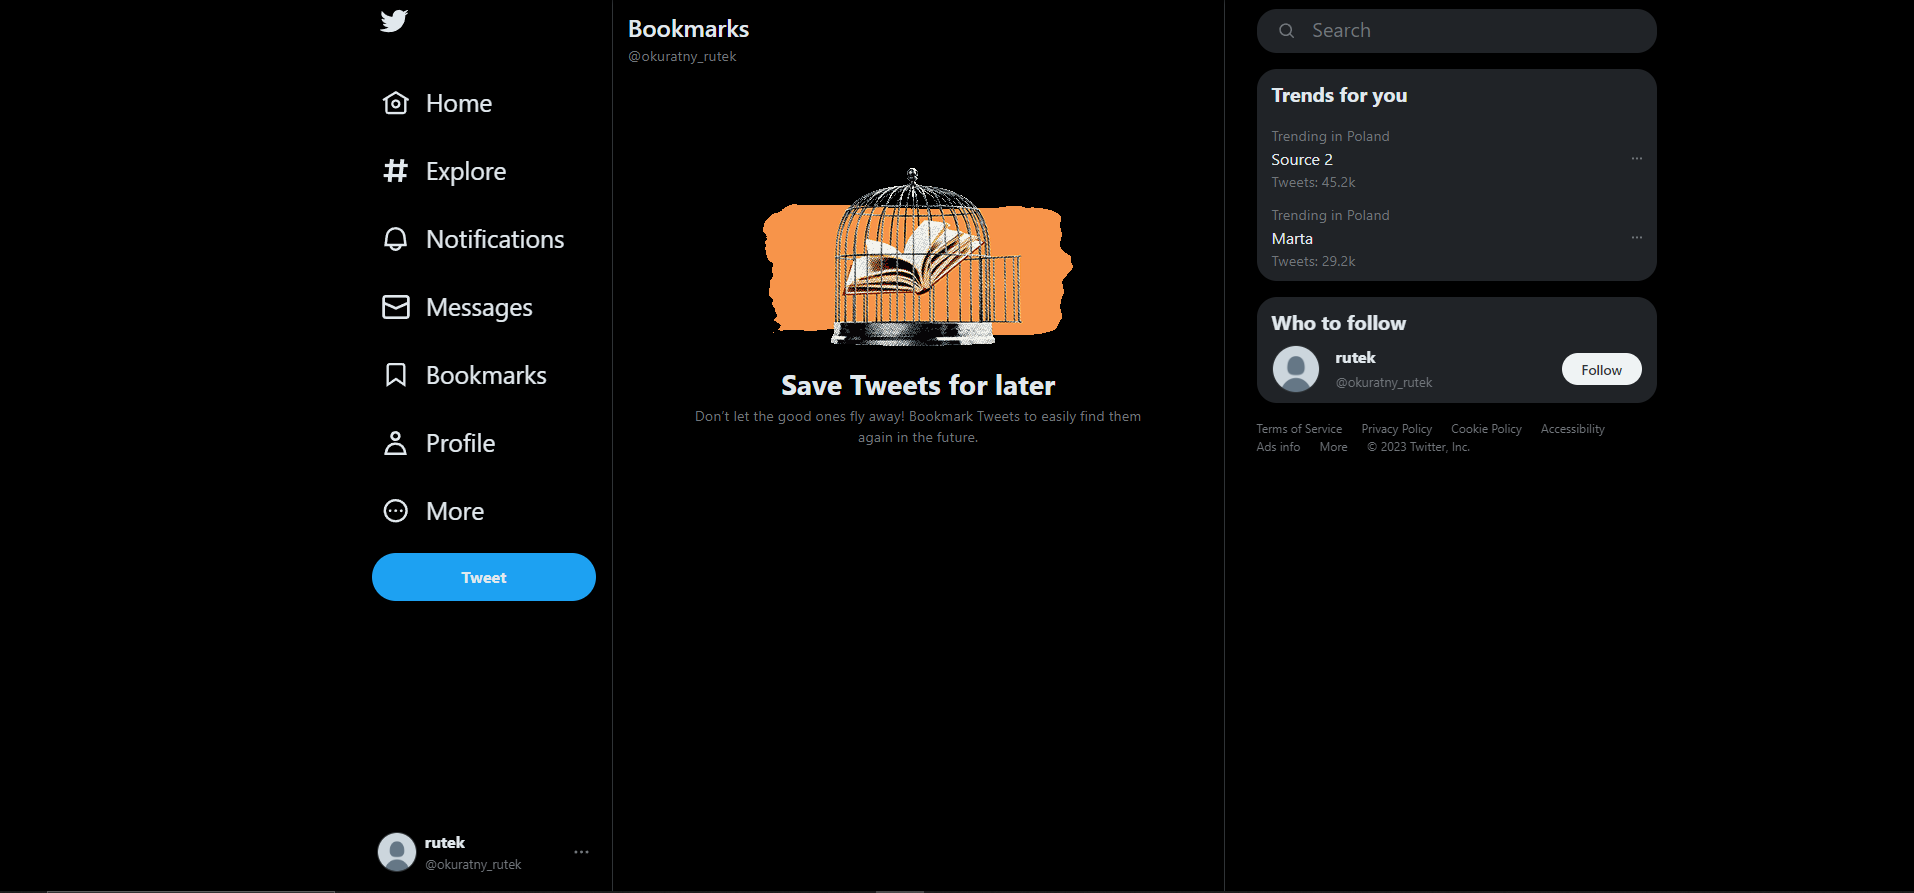 Home
Explore
Notifications
Messages
Bookmarks
Profile
More
Tweet
rutek
@okuratny_rutek
Bookmarks
@okuratny_rutek
Save Tweets for later
Don’t let the good ones fly away! Bookmark Tweets to easily find them
again in the future.
Search
Trends for you
Trending in Poland
Source 2
Tweets: 45.2k
Trending in Poland
Marta
Tweets: 29.2k
Who to follow
rutek
@okuratny_rutek
Follow
Terms of Service Privacy Policy Cookie Policy Accessibility
Ads info More © 2023 Twitter, Inc.